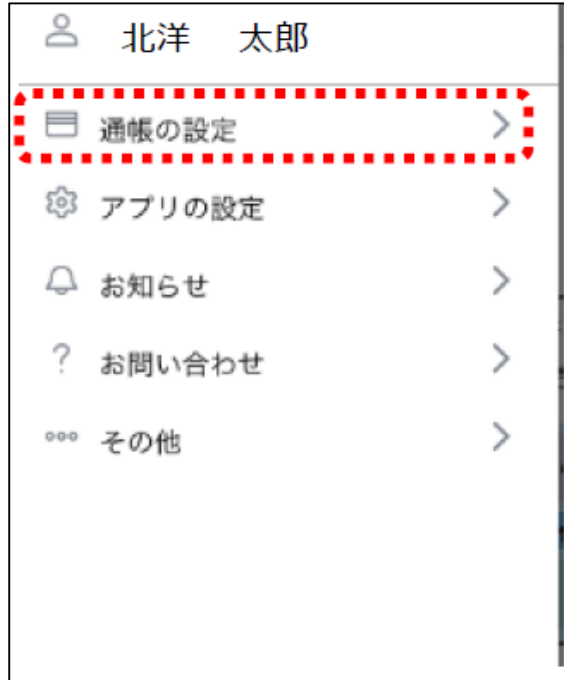 北洋　太郎
通帳の設定
アプリの設定
お知らせ
お問い合わせ
その他